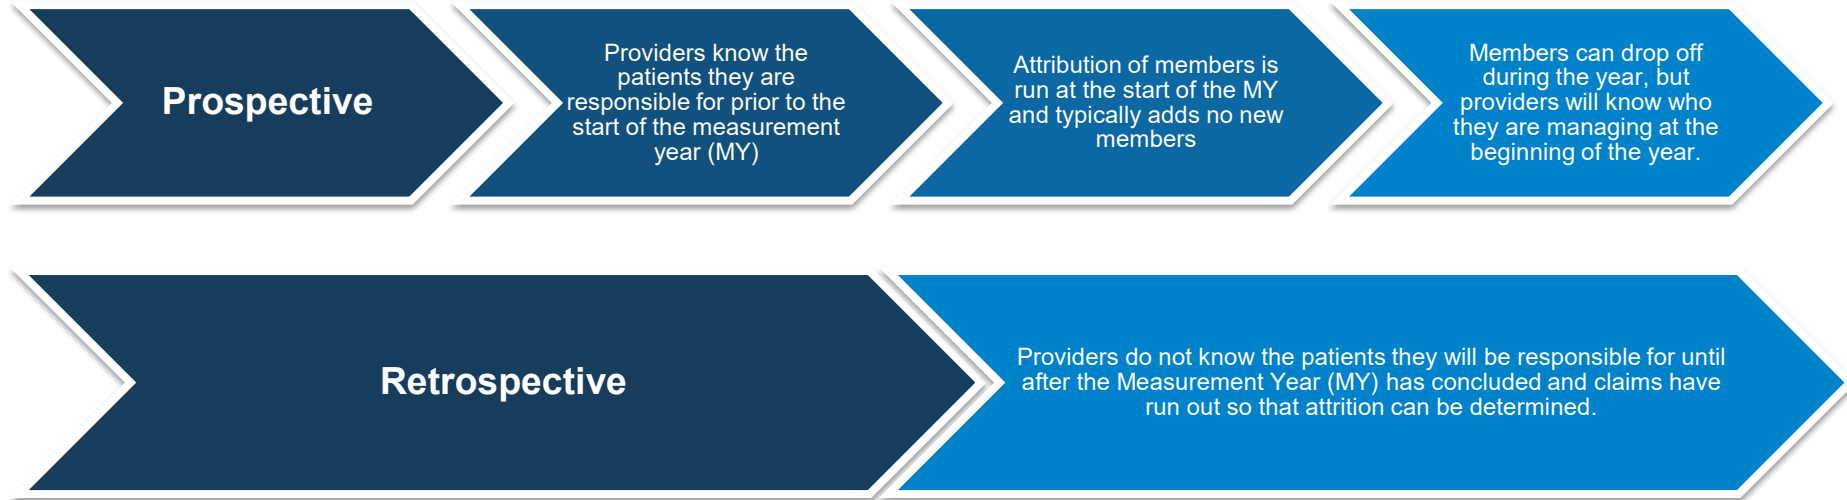 Prospective
Providers know the
patients they are
responsible for prior to the
start of the measurement
year (MY)
Attribution of members is
run at the start of the MY
and typically adds no new
members
Members can drop off
during the year, but
providers will know who
they are managing at the
beginning of the year.
Retrospective
Providers do not know the patients they will be responsible for until
after the Measurement Year (MY) has concluded and claims have
run out so that attrition can be determined.